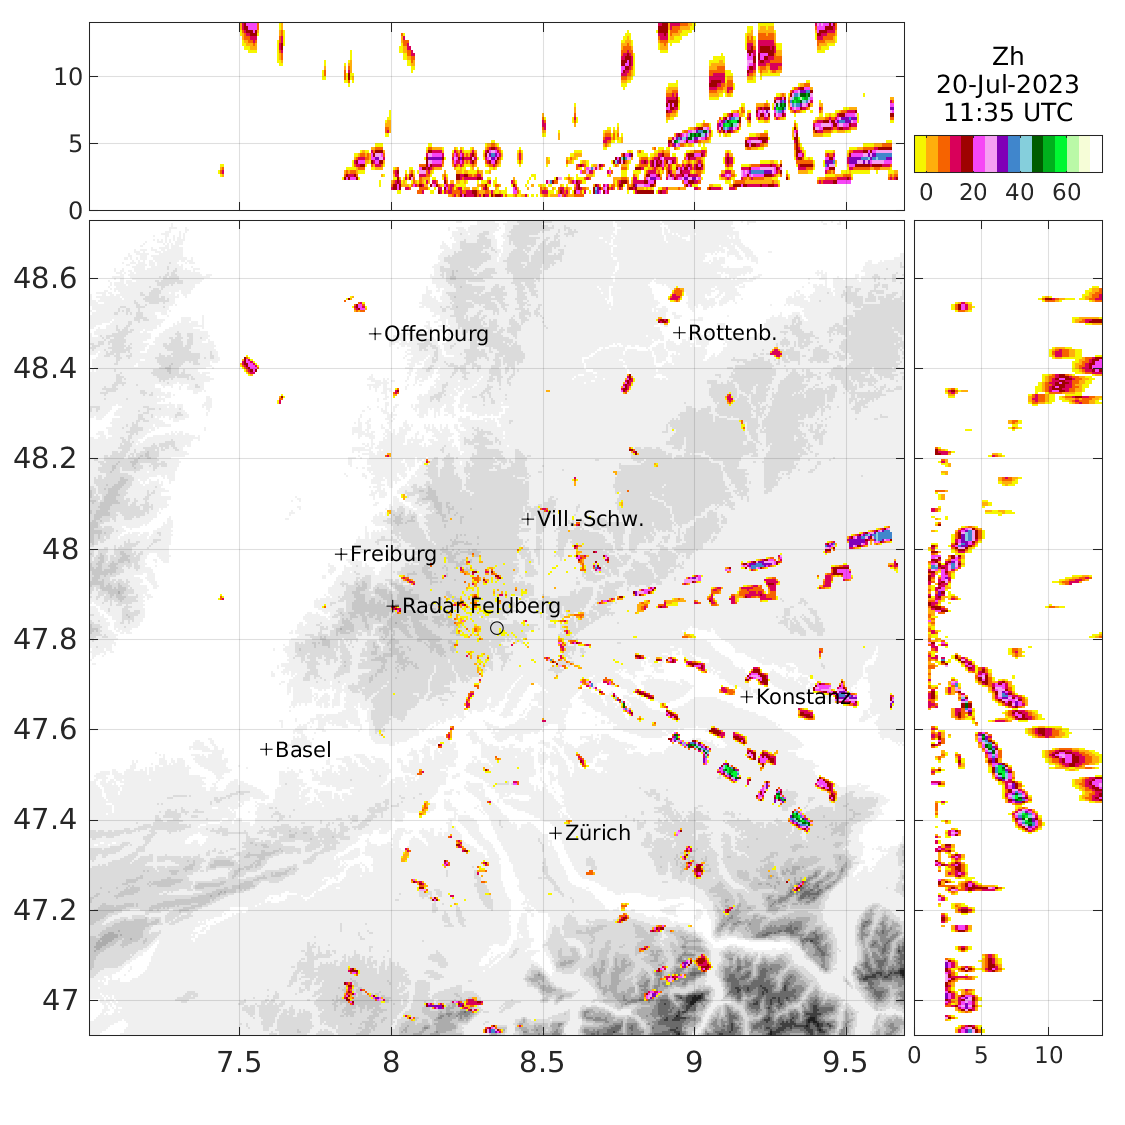 10
5
0
Zh
20-Jul-2023
11:35 UTC
0 20 40 60
48.6
48.4
48.2
48
47.8
47.6
47.4
47.2
47
+Offenburg
+Rottenb.
+Vill.-Schw.
+Freiburg
+Radar Feldberg
+Konstanz
+Basel
+Zürich
7.5 8 8.5 9 9.5
0 5 10